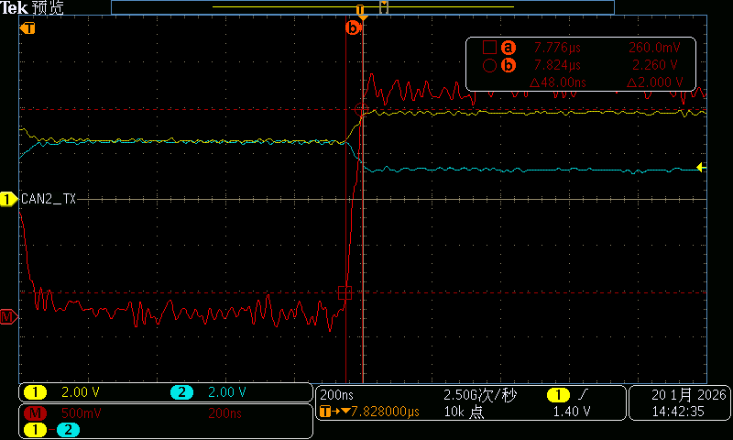 Tek 预览
T
b
a 7.776µs 260.0mV
b 7.824µs 2.260 V
△48.00ns △2.000 V
1 CAN2_TX
M
1 2.00 V 2 2.00 V
M 500mV 200ns
1 - 2
200ns 2.50G次/秒 1 1.40 V
T→▼7.828000µs 10k 点
20 1月 2026
14:42:35